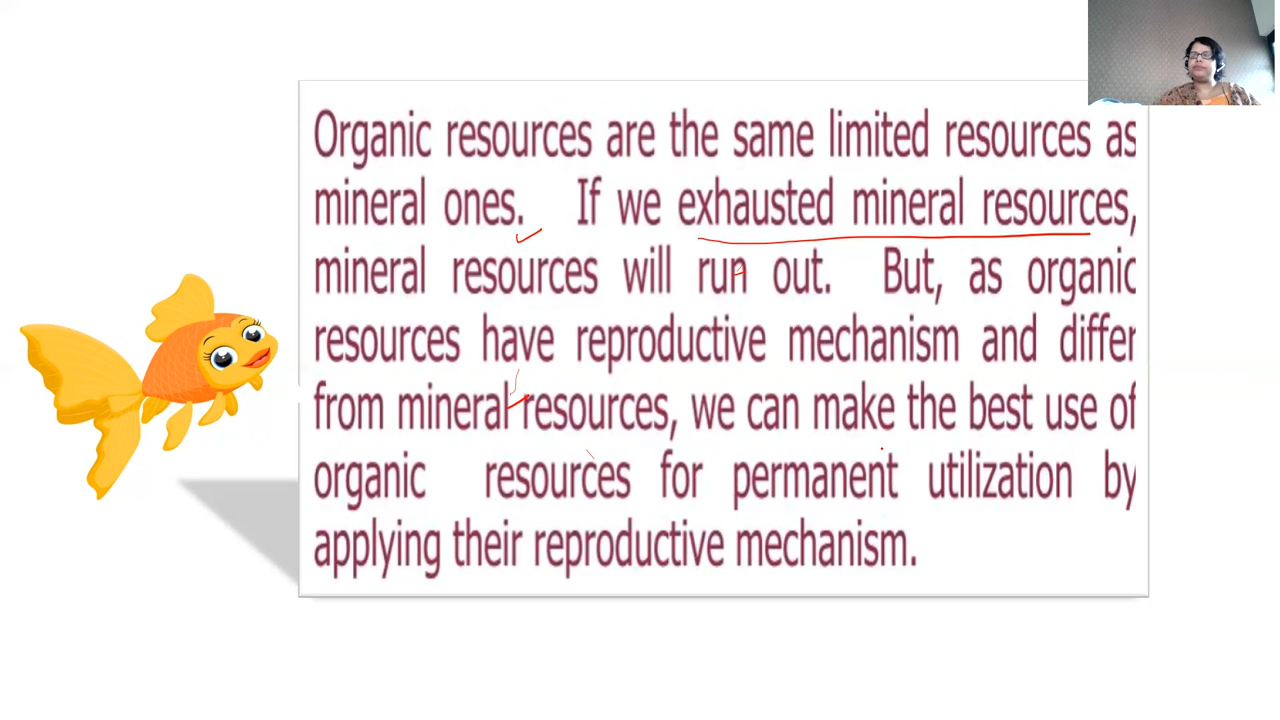 Organic resources are the same limited resources as
mineral ones. If we exhausted mineral resources,
mineral resources will run out. But, as organic
resources have reproductive mechanism and differ
from mineral resources, we can make the best use of
organic resources for permanent utilization by
applying their reproductive mechanism.